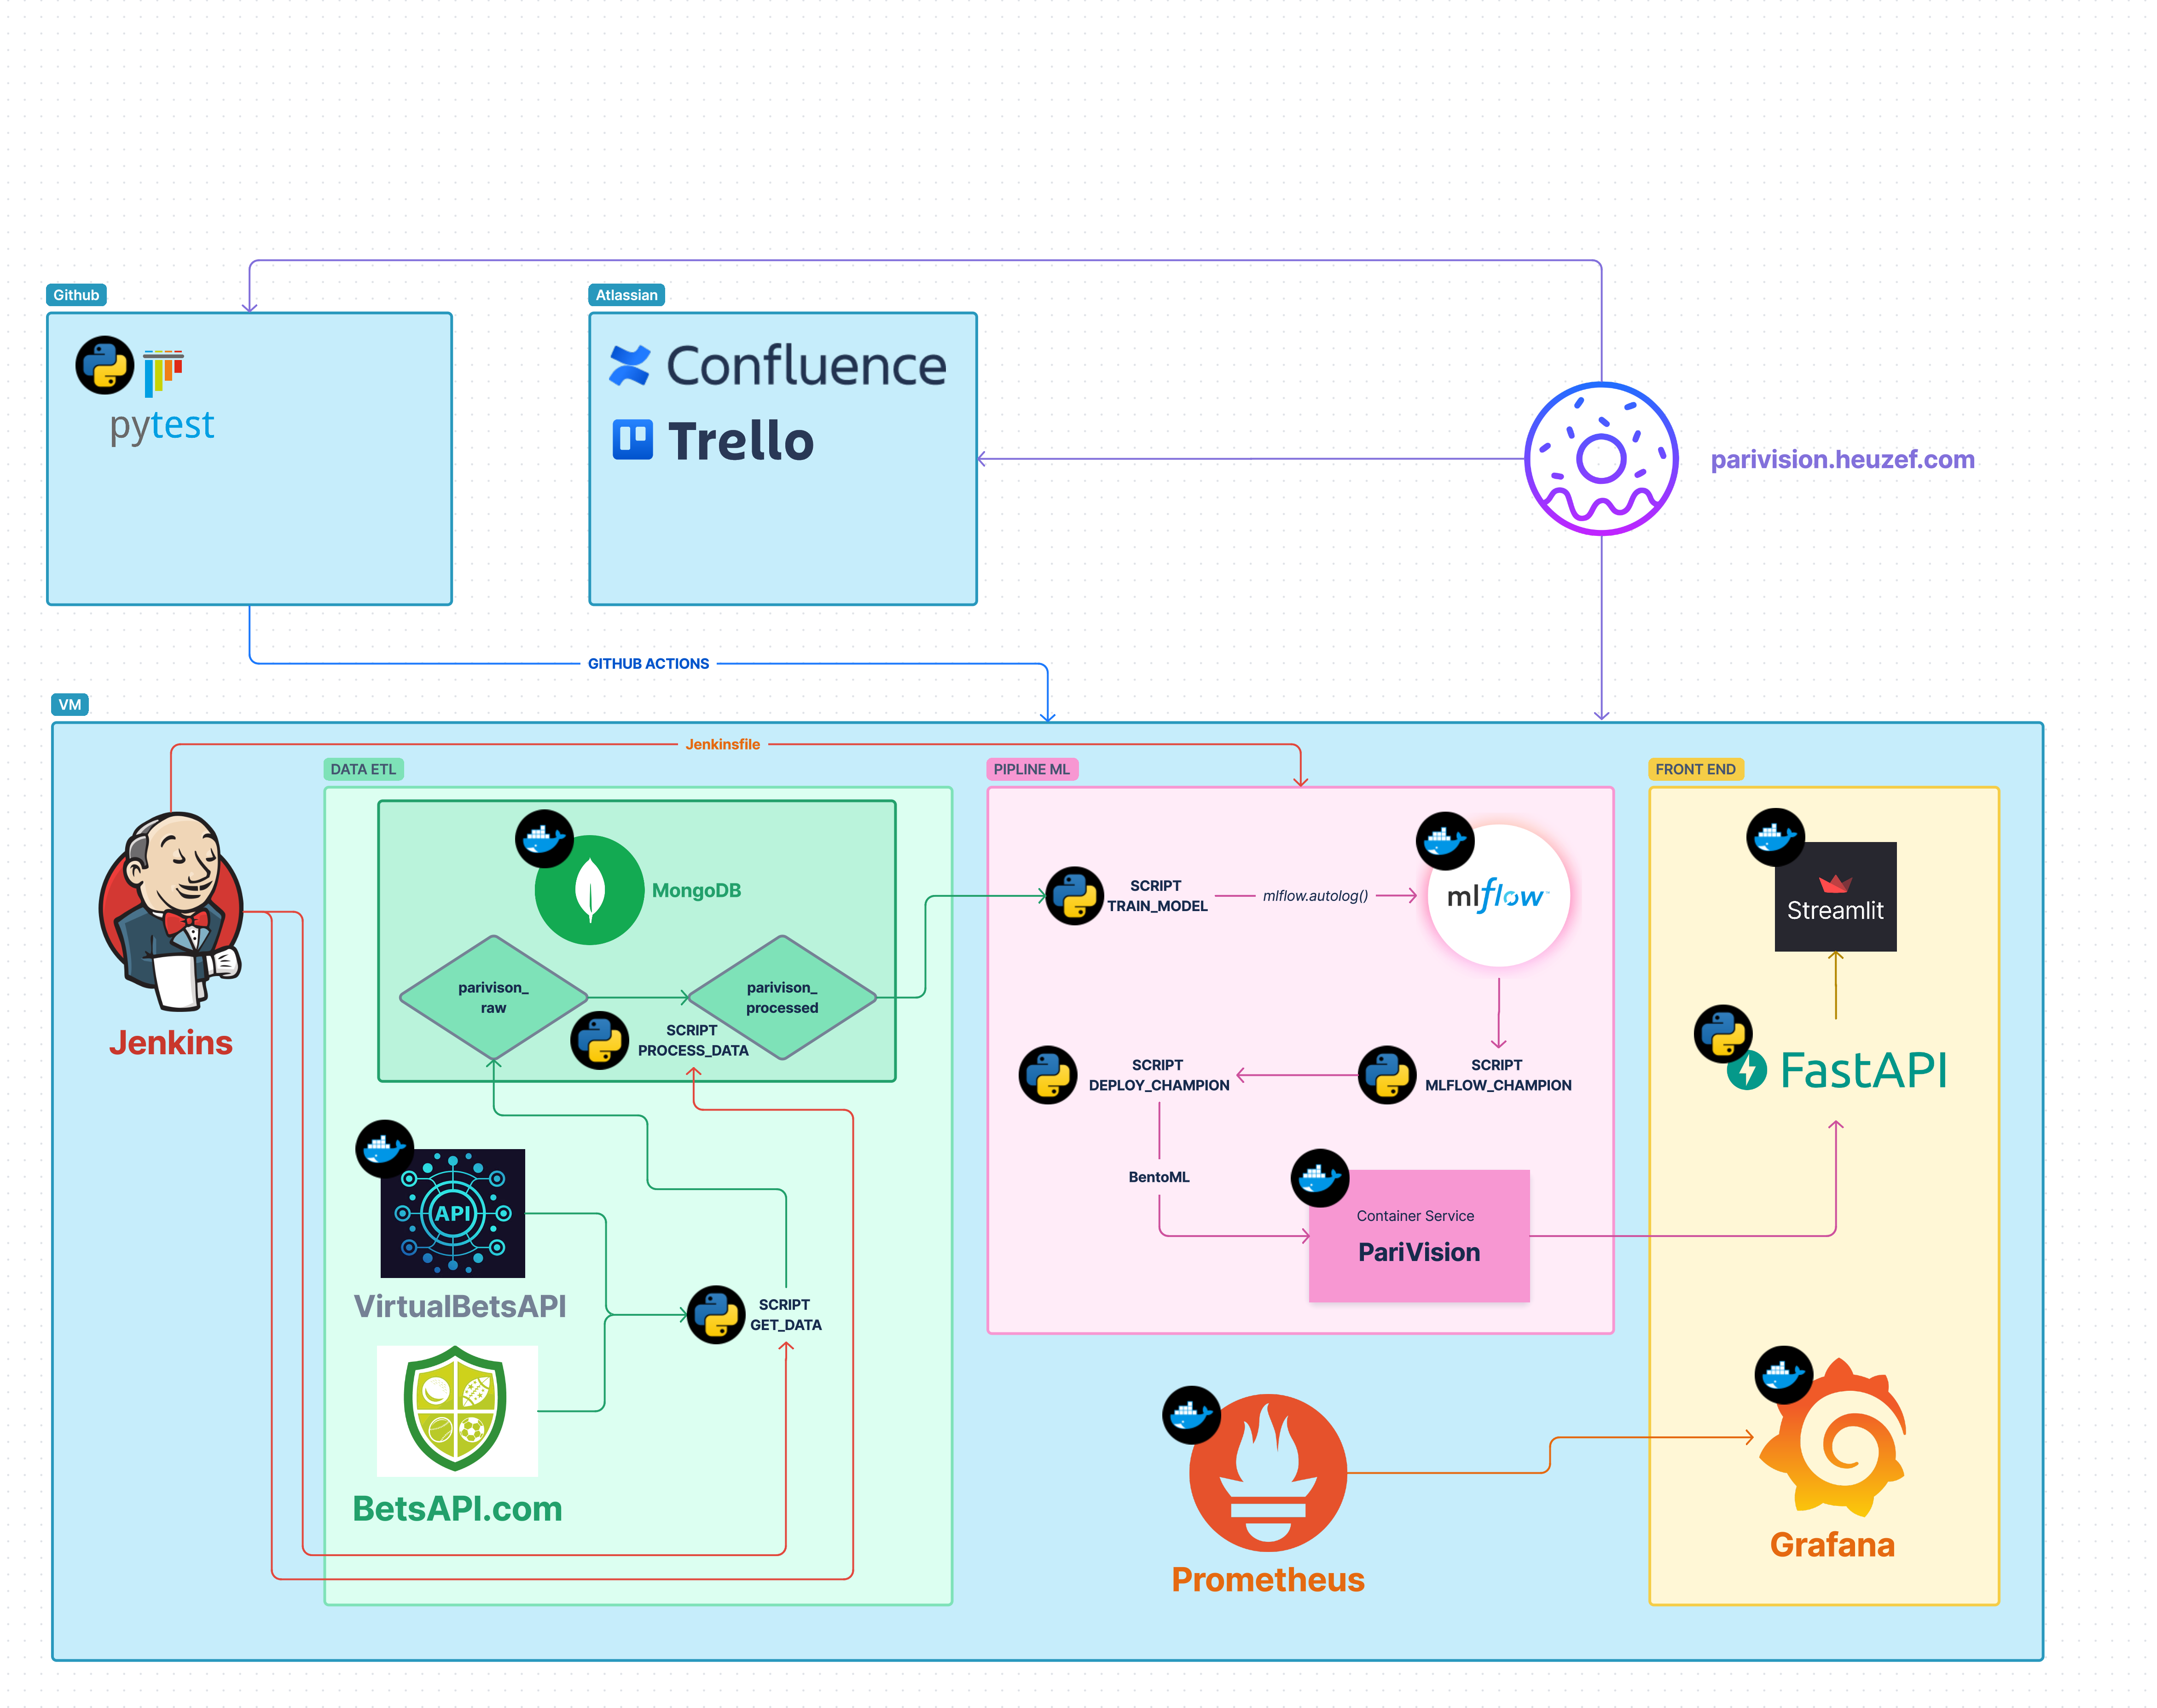 Github
Atlassian
pytest
Confluence
Trello
parivision.heuzef.com
GITHUB ACTIONS
VM
Jenkinsfile
DATA ETL
PIPLINE ML
FRONT END
MongoDB
parivison_
raw
parivison_
processed
SCRIPT
PROCESS_DATA
Jenkins
API
VirtualBetsAPI
SCRIPT
GET_DATA
BetsAPI.com
SCRIPT
TRAIN_MODEL
mlflow.autolog()
mlflow™
SCRIPT
DEPLOY_CHAMPION
SCRIPT
MLFLOW_CHAMPION
BentoML
Container Service
PariVision
Streamlit
FastAPI
Prometheus
Grafana